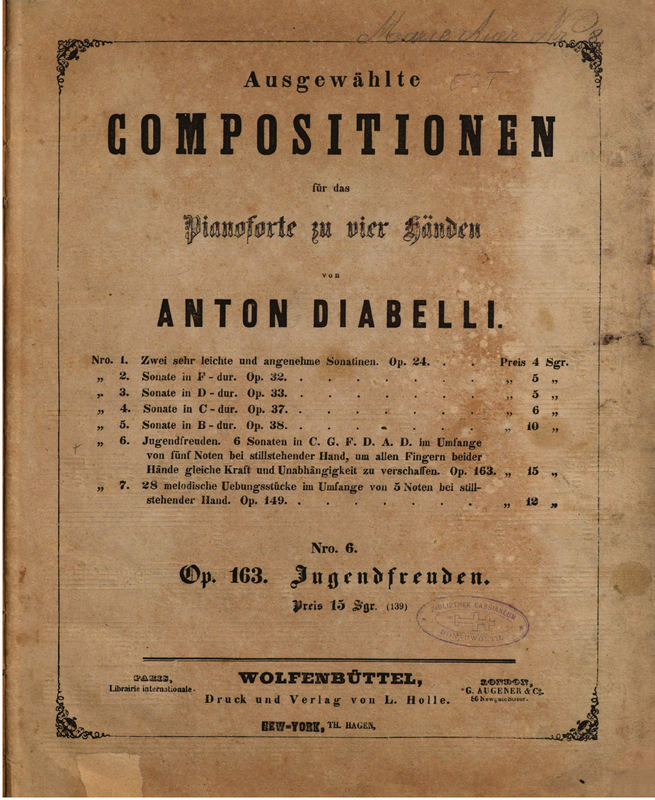 Ausgewählte
COMPOSITIONEN
für das
Pianoforte zu vier Händen
von
ANTON DIABELLI.
Nro. 1. Zwei sehr leichte und angenehme Sonatinen. Op. 24. . . Preis 4 Sgr.
„ 2. Sonate in F-dur. Op. 32. . . . . . . . „ 5 „
„ 3. Sonate in D-dur. Op. 33. . . . . . . . „ 5 „
„ 4. Sonate in C-dur. Op. 37. . . . . . . . „ 6 „
„ 5. Sonate in B-dur. Op. 38. . . . . . . . „ 10 „
„ 6. Jugendfreuden. 6 Sonaten in C. G. F. D. A. D. im Umfange
von fünf Noten bei stillstehender Hand, um allen Fingern beider
Hände gleiche Kraft und Unabhängigkeit zu verschaffen. Op. 163. „ 15 „
„ 7. 28 melodische Uebungsstücke im Umfange von 5 Noten bei still-
stehender Hand. Op. 149. . . . . . . . „ 12 „
Nro. 6.
Op. 163. Jugendfreuden.
Preis 15 Sgr. (139)
BIBLIOTHEK CASSIANEUM
DONAUWÖRTH
PARIS,
Librairie internationale.
WOLFENBÜTTEL,
Druck und Verlag von L. Holle.
NEW-YORK, TH. HAGEN,
LONDON,
G. AUGENER & Co.
86 Newgate Street.